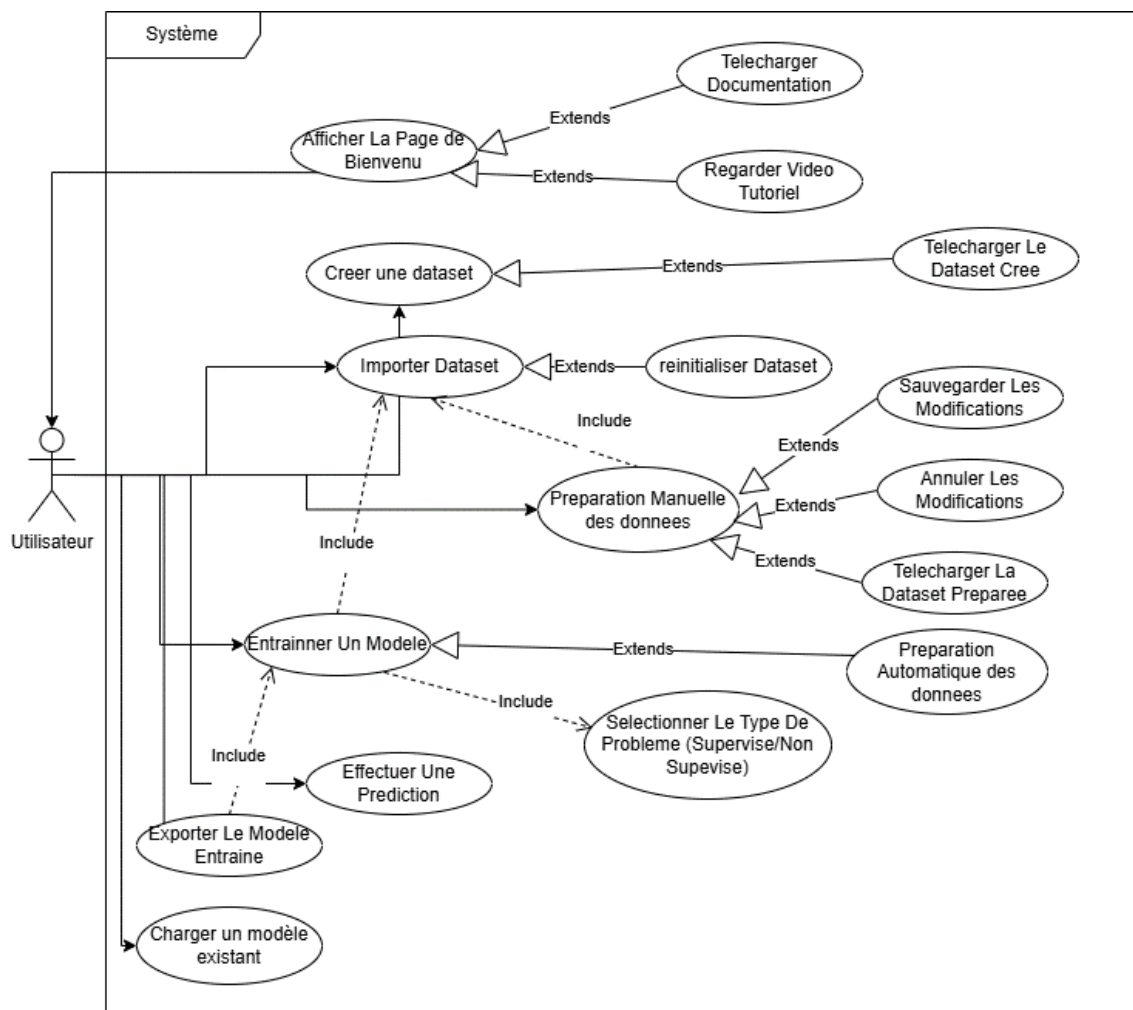 Système
Telecharger
Documentation
Extends
Afficher La Page de
Bienvenu
Extends
Regarder Video
Tutoriel
Creer une dataset
Extends
Telecharger Le
Dataset Cree
Importer Dataset
Extends
reinitialiser Dataset
Sauvegarder Les
Modifications
Include
Extends
Utilisateur
Preparation Manuelle
des donnees
Annuler Les
Modifications
Extends
Include
Extends
Telecharger La
Dataset Preparee
Entrainner Un Modele
Extends
Preparation
Automatique des
donnees
Include
Selectionner Le Type De
Probleme (Supervise/Non
Supevise)
Include
Effectuer Une
Prediction
Exporter Le Modele
Entraine
Charger un modèle
existant